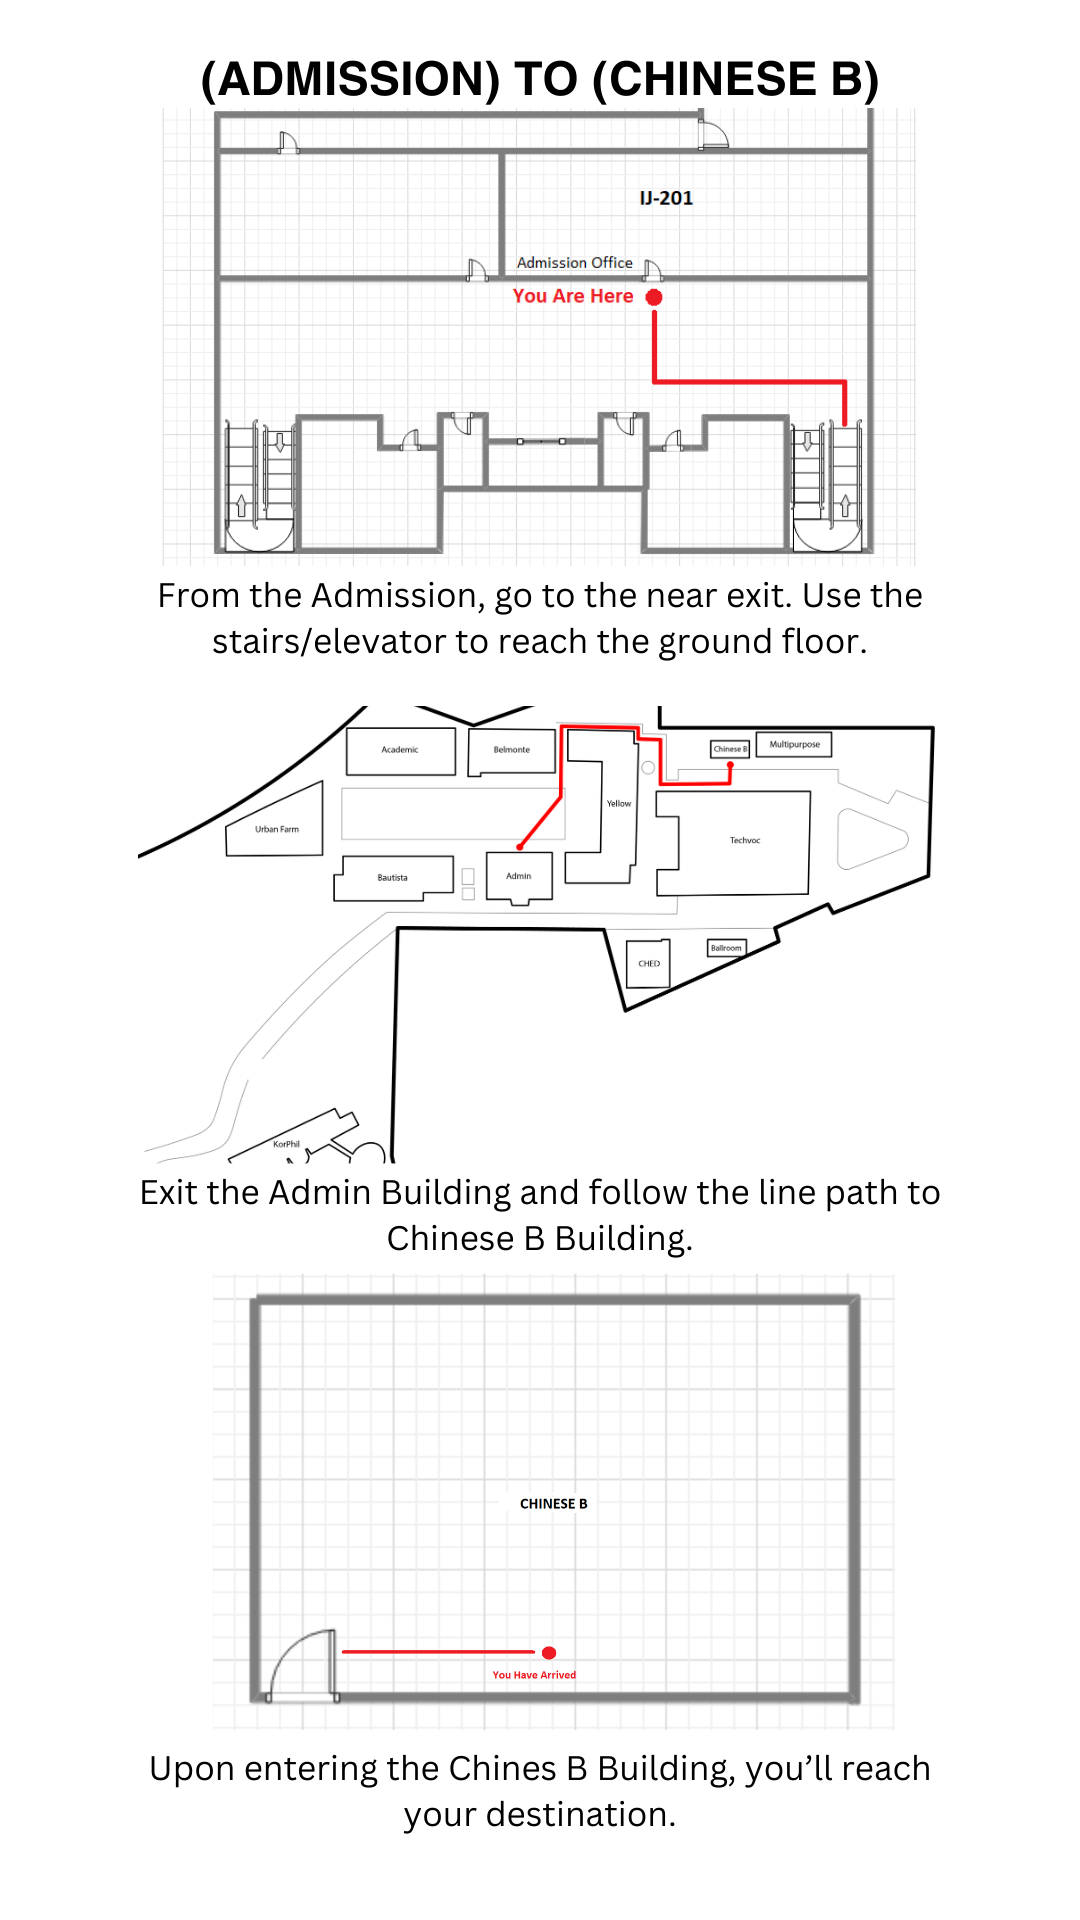 (ADMISSION) TO (CHINESE B)
IJ-201
Admission Office
You Are Here
From the Admission, go to the near exit. Use the
stairs/elevator to reach the ground floor.
Academic
Belmonte
Chinese B
Multipurpose
Yellow
Urban Farm
Techvoc
Bautista
Admin
Ballroom
CHED
KorPhil
Exit the Admin Building and follow the line path to
Chinese B Building.
CHINESE B
You Have Arrived
Upon entering the Chines B Building, you’ll reach
your destination.